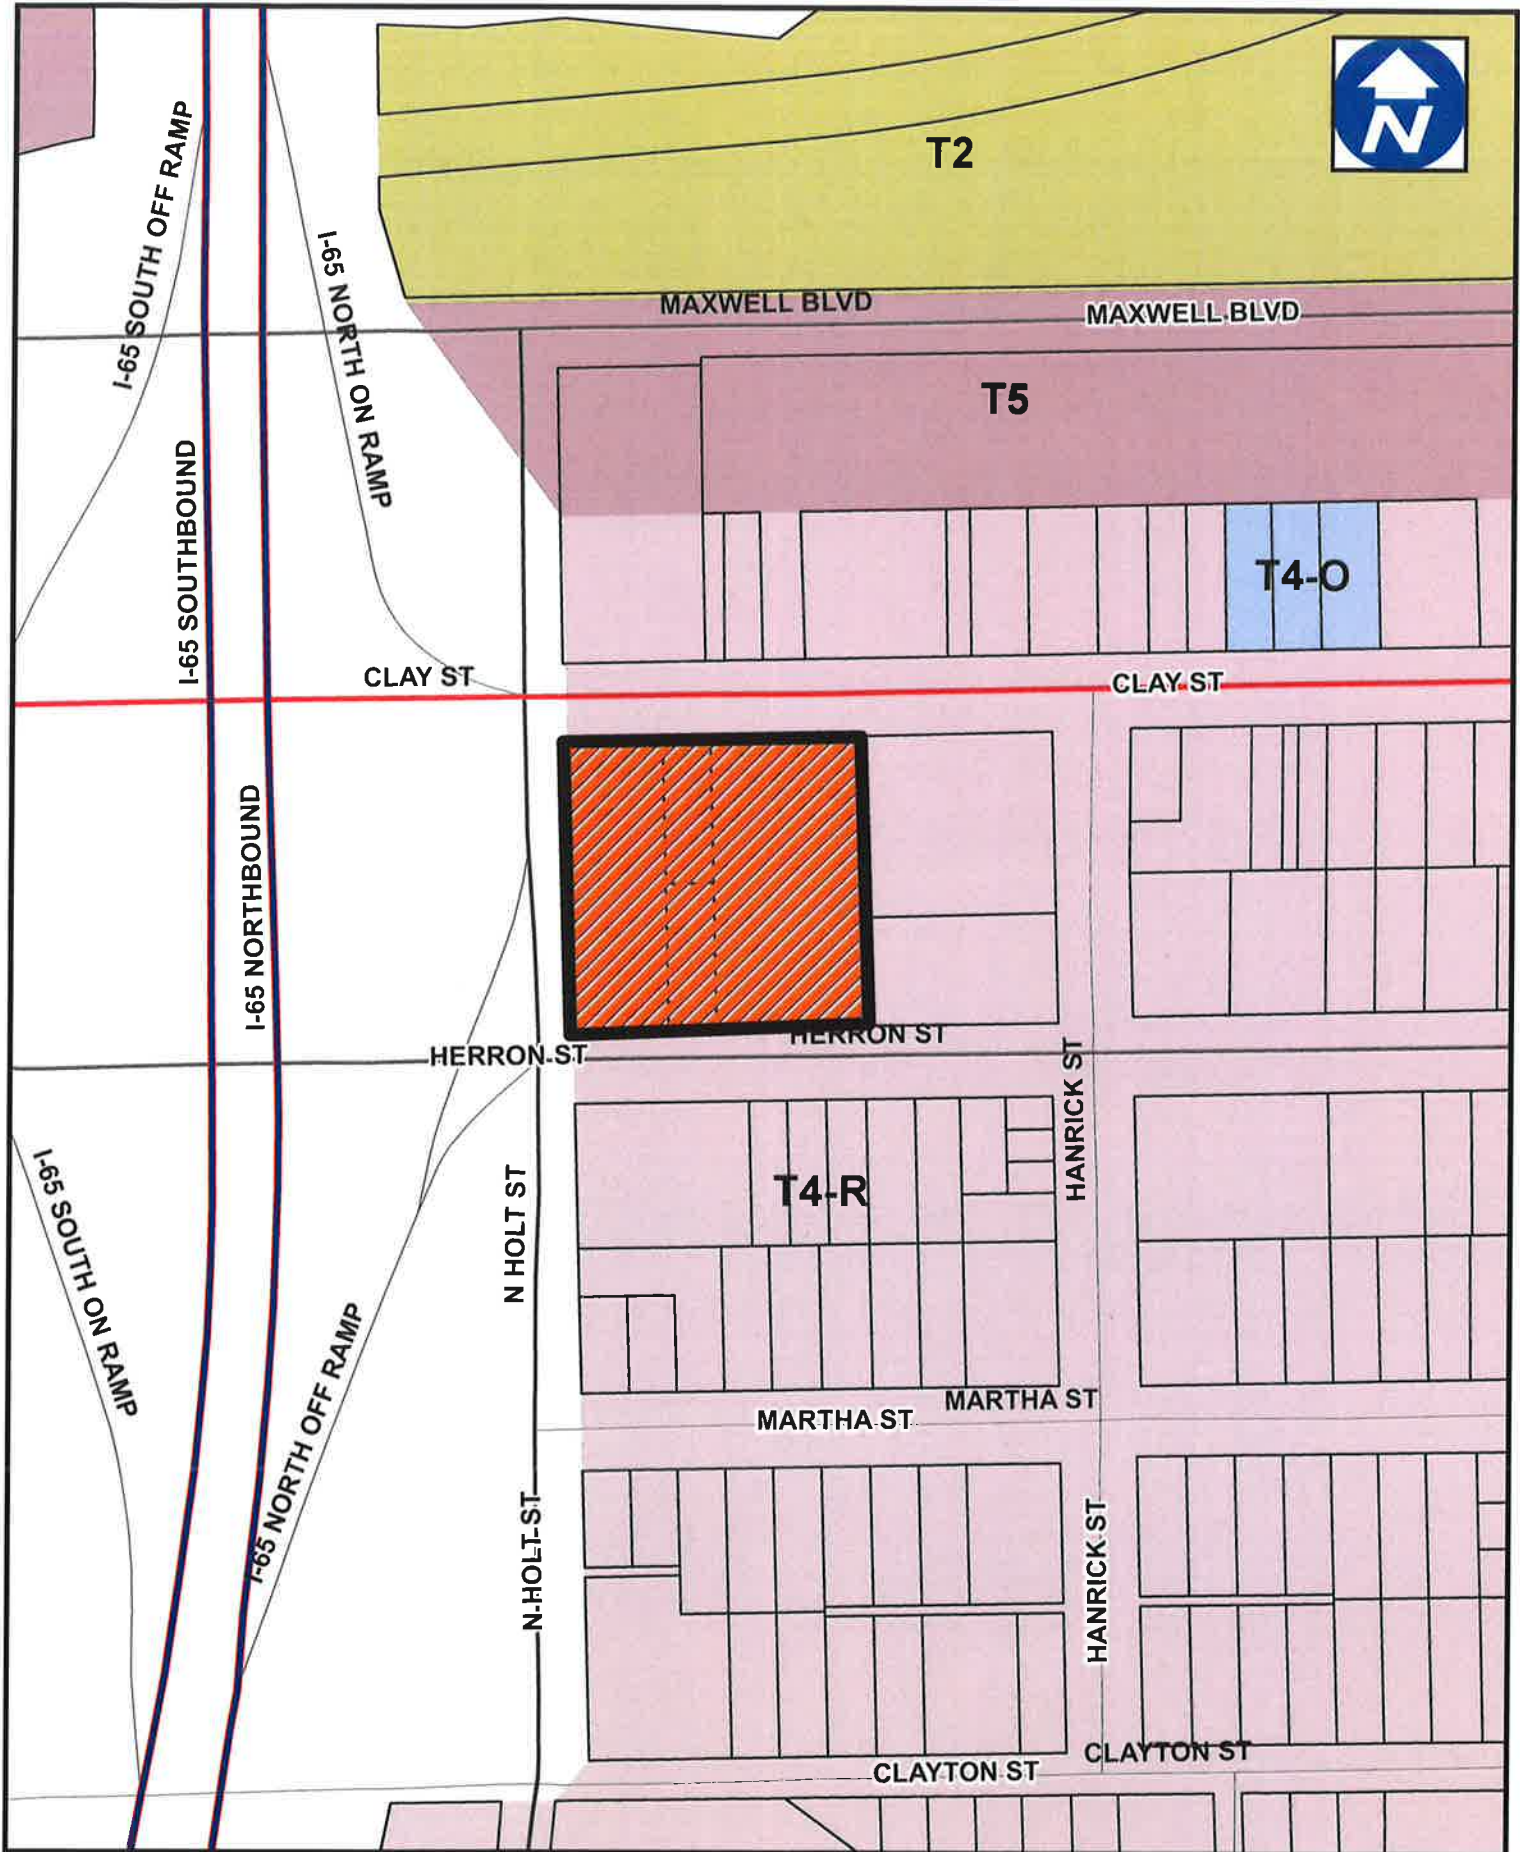 N
T2
I-65 SOUTH OFF RAMP
I-65 NORTH ON RAMP
MAXWELL BLVD
MAXWELL BLVD
T5
I-65 SOUTHBOUND
T4-O
CLAY ST
CLAY ST
I-65 NORTHBOUND
HERRON ST
HERRON ST
HANRICK ST
I-65 SOUTH ON RAMP
N HOLT ST
T4-R
I-65 NORTH OFF RAMP
MARTHA ST
MARTHA ST
N HOLT ST
HANRICK ST
CLAYTON ST
CLAYTON ST